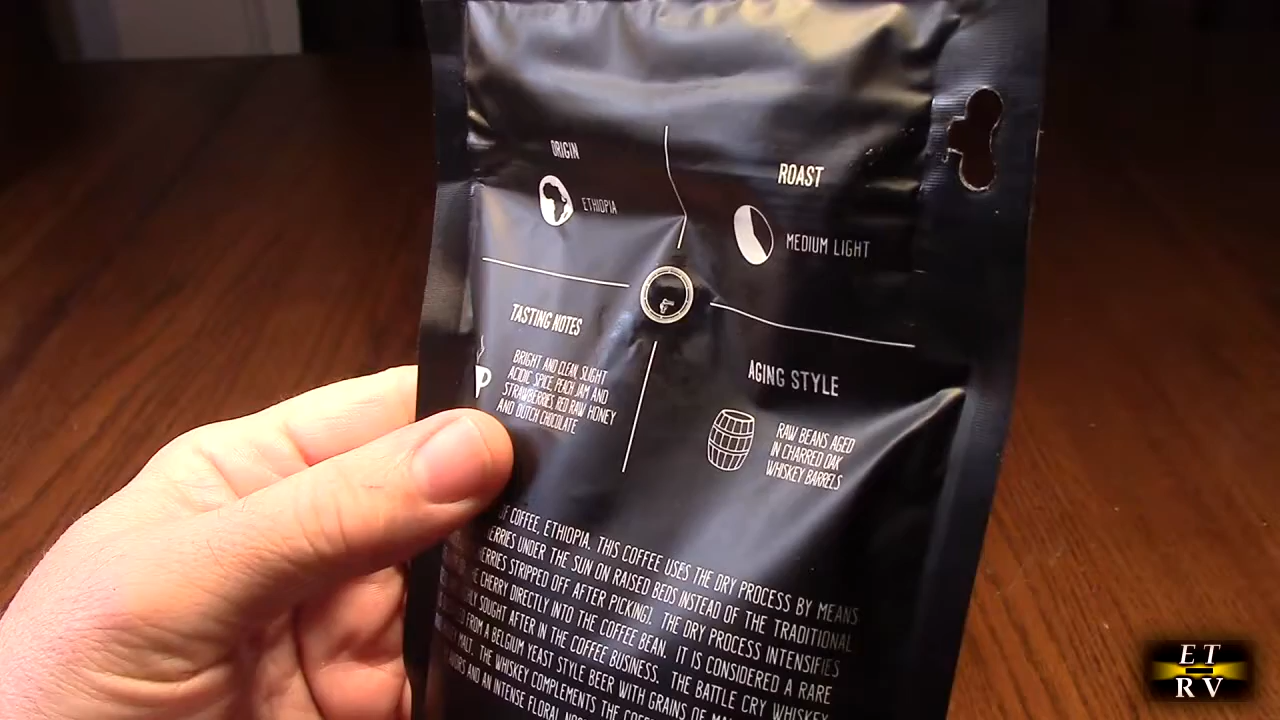 ORIGIN
ETHIOPIA
ROAST
MEDIUM LIGHT
TASTING NOTES
BRIGHT AND CLEAN, SLIGHT
ACIDIC SPICE, PEACH JAM AND
STRAWBERRIES, RED RAW HONEY
AND DUTCH CHOCOLATE
AGING STYLE
RAW BEANS AGED
IN CHARRED OAK
WHISKEY BARRELS
OF COFFEE, ETHIOPIA, THIS COFFEE USES THE DRY PROCESS BY MEANS
ERRIES UNDER THE SUN ON RAISED BEDS INSTEAD OF THE TRADITIONAL
HERRIES STRIPPED OFF AFTER PICKING). THE DRY PROCESS INTENSIFIES
CHERRY DIRECTLY INTO THE COFFEE BEAN. IT IS CONSIDERED A RARE
SOUGHT AFTER IN THE COFFEE BUSINESS. THE BATTLE CRY WHISKEY
FROM A BELGIUM YEAST STYLE BEER WITH GRAINS OF
MALT. THE WHISKEY COMPLEMENTS THE
AND AN INTENSE FLORAL
ET
RV